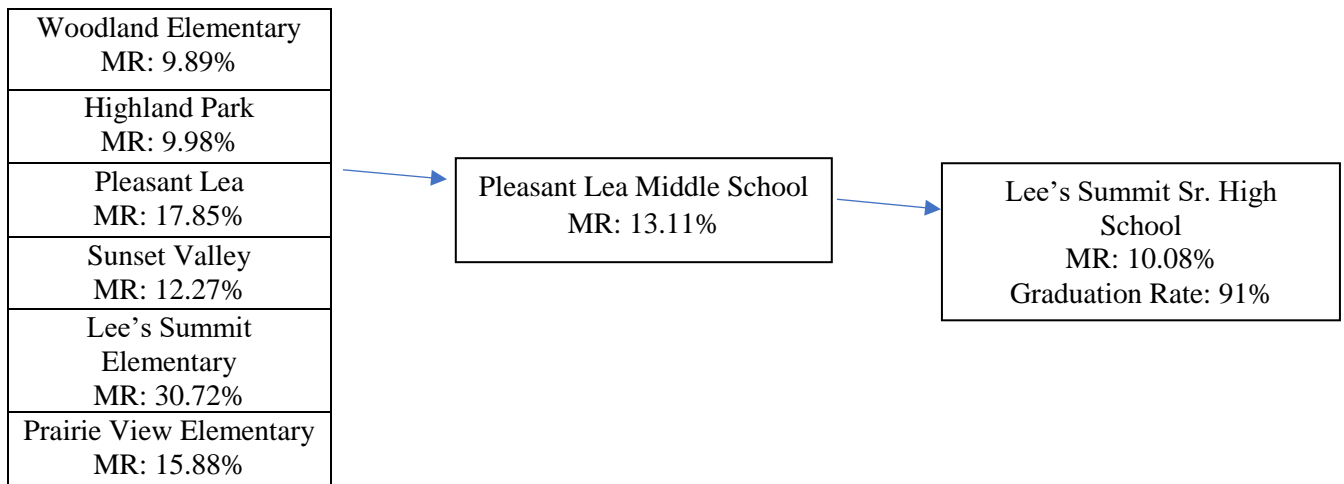 Woodland Elementary
MR: 9.89%
Highland Park
MR: 9.98%
Pleasant Lea
MR: 17.85%
Sunset Valley
MR: 12.27%
Lee’s Summit
Elementary
MR: 30.72%
Prairie View Elementary
MR: 15.88%
Pleasant Lea Middle School
MR: 13.11%
Lee’s Summit Sr. High
School
MR: 10.08%
Graduation Rate: 91%